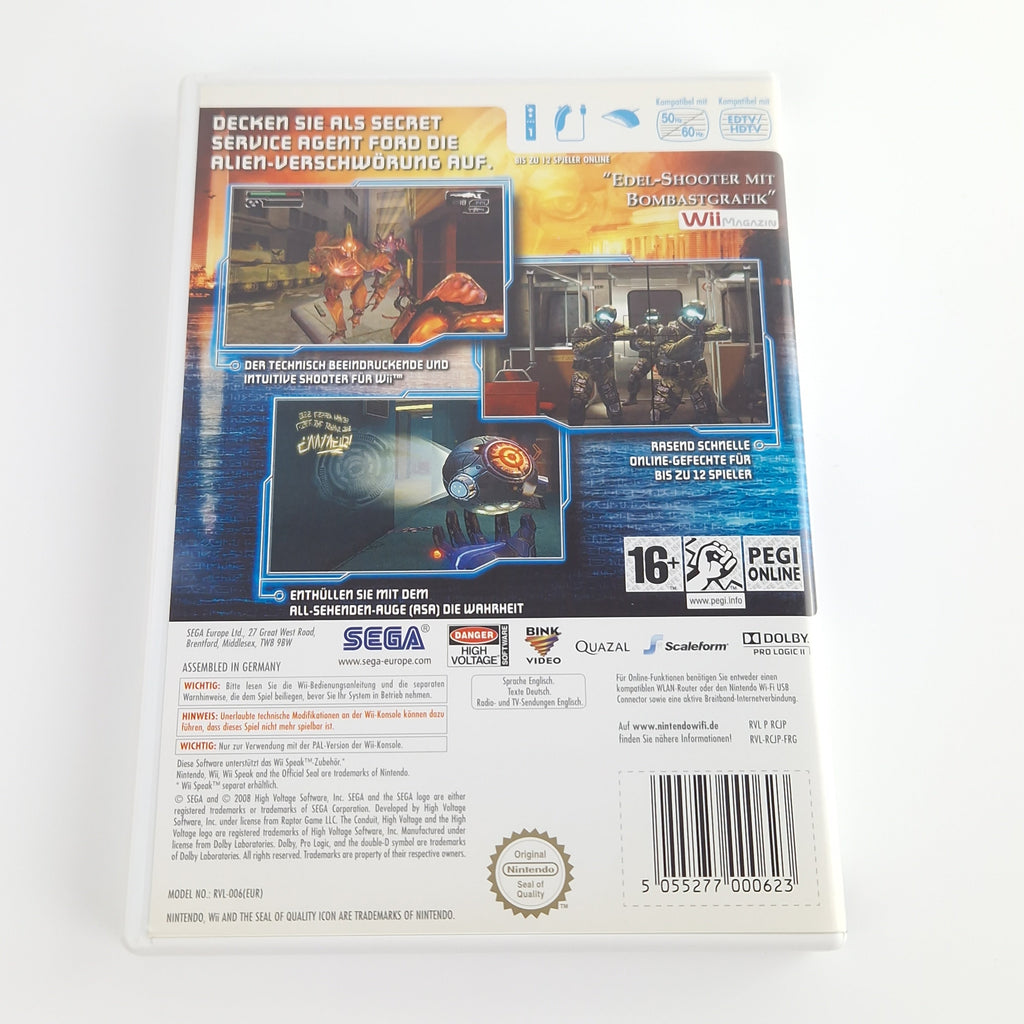 DECKEN SIE ALS SECRET
SERVICE AGENT FORD DIE
ALIEN-VERSCHWÖRUNG AUF.
1
Kompatibel mit
50Hz
60Hz
Kompatibel mit
EDTV/
HDTV
BIS ZU 12 SPIELER ONLINE
"EDEL-SHOOTER MIT
BOMBASTGRAFIK"
Wii MAGAZIN
DER TECHNISCH BEEINDRUCKENDE UND
INTUITIVE SHOOTER FÜR Wii™
RASEND SCHNELLE
ONLINE-GEFECHTE FÜR
BIS ZU 12 SPIELER
ENTHÜLLEN SIE MIT DEM
ALL-SEHENDEN-AUGE (ASA) DIE WAHRHEIT
16+
™
www.pegi.info
PEGI
ONLINE
SEGA Europe Ltd., 27 Great West Road,
Brentford, Middlesex, TW8 9BW
ASSEMBLED IN GERMANY
SEGA®
www.sega-europe.com
DANGER
HIGH
VOLTAGE
SOFTWARE
BINK
VIDEO
QUAZAL
Scaleform™
DOLBY
PRO LOGIC II
WICHTIG: Bitte lesen Sie die Wii-Bedienungsanleitung und die separaten
Warnhinweise, die dem Spiel beiliegen, bevor Sie Ihr System in Betrieb nehmen.
HINWEIS: Unerlaubte technische Modifikationen an der Wii-Konsole können dazu
führen, dass dieses Spiel nicht mehr spielbar ist.
WICHTIG: Nur zur Verwendung mit der PAL-Version der Wii-Konsole.
Sprache Englisch.
Texte Deutsch.
Radio- und TV-Sendungen Englisch.
Für Online-Funktionen benötigen Sie entweder einen
kompatiblen WLAN-Router oder den Nintendo Wi-Fi USB
Connector sowie eine aktive Breitband-Internetverbindung.
Auf www.nintendowifi.de
finden Sie nähere Informationen!
RVL P RCJP
RVL-RCJP-FRG
Diese Software unterstützt das Wii Speak™-Zubehör.*
Nintendo, Wii, Wii Speak and the Official Seal are trademarks of Nintendo.
* Wii Speak™ separat erhältlich.
© SEGA and © 2008 High Voltage Software, Inc. SEGA and the SEGA logo are either
registered trademarks or trademarks of SEGA Corporation. Developed by High Voltage
Software, Inc. under license from Raptor Game LLC. The Conduit, High Voltage and the High
Voltage logo are registered trademarks of High Voltage Software, Inc. Manufactured under
license from Dolby Laboratories. Dolby, Pro Logic, and the double-D symbol are trademarks
of Dolby Laboratories. All rights reserved. Trademarks are property of their respective owners.
Original
Nintendo
Seal of
Quality
™
5 055277 000623
MODEL NO.: RVL-006(EUR)
NINTENDO, Wii AND THE SEAL OF QUALITY ICON ARE TRADEMARKS OF NINTENDO.